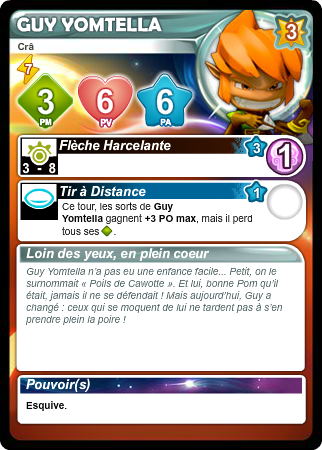 GUY YOMTELLA
3
Crâ
7
3
PM
6
PV
6
PA
Flèche Harcelante
3
1
3 - 8
Tir à Distance
1
Ce tour, les sorts de Guy
Yomtella gagnent +3 PO max, mais il perd
tous ses .
Loin des yeux, en plein coeur
Guy Yomtella n'a pas eu une enfance facile... Petit, on le
surnommait « Poils de Cawotte ». Et lui, bonne Pom qu'il
était, jamais il ne se défendait ! Mais aujourd'hui, Guy a
changé : ceux qui se moquent de lui ne tardent pas à s'en
prendre plein la poire !
Pouvoir(s)
Esquive.